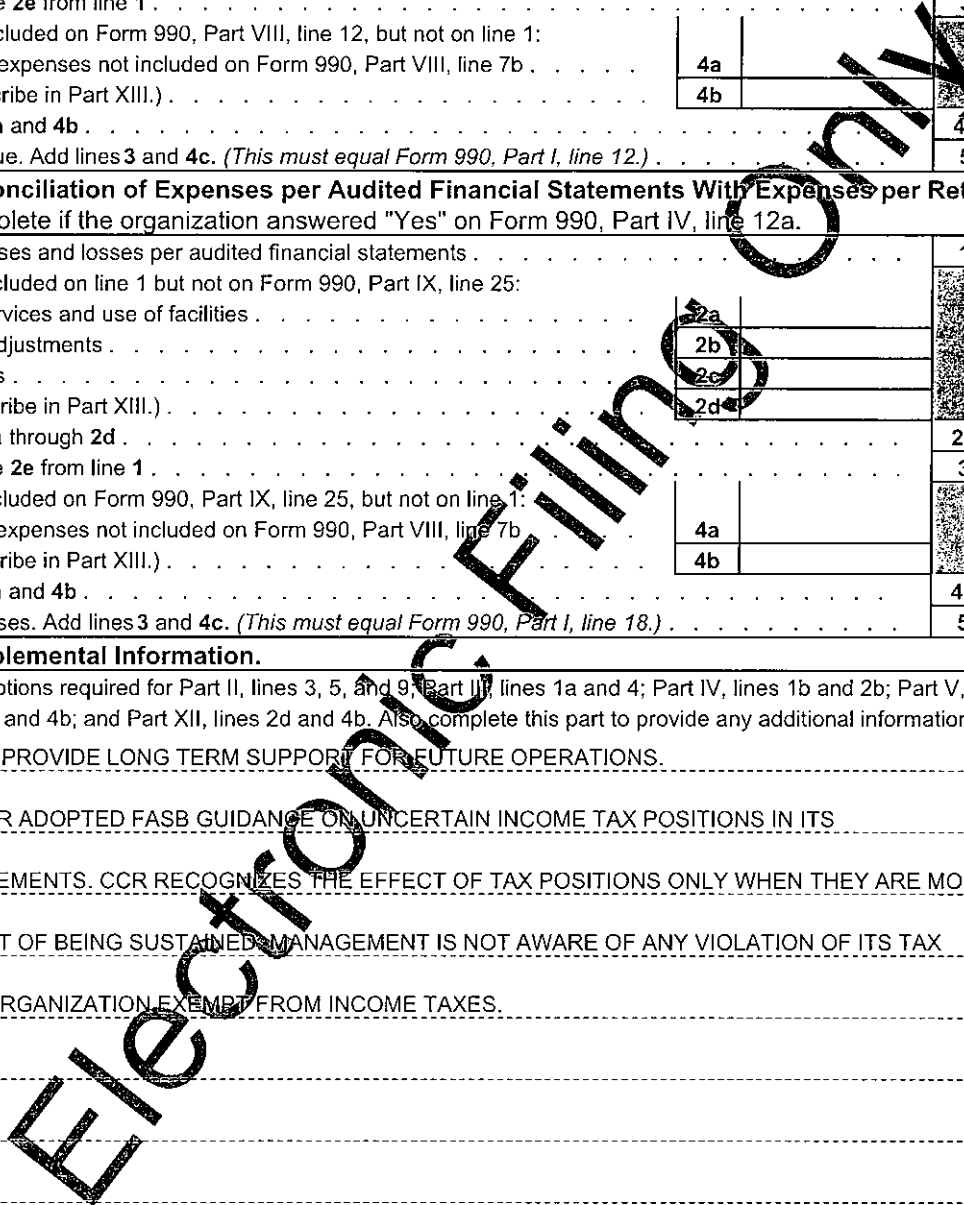 2e from line 1 . . . . . . . . . . . . . . . . . . . . . . . . . .
cluded on Form 990, Part VIII, line 12, but not on line 1:
expenses not included on Form 990, Part VIII, line 7b . . . . . 4a
ribe in Part XIII.) . . . . . . . . . . . . . . . . . . . 4b
and 4b . . . . . . . . . . . . . . . . . . . . . . . . . . . . 4
ue. Add lines 3 and 4c. (This must equal Form 990, Part I, line 12.) . . . . . . . . . . . 5
onciliation of Expenses per Audited Financial Statements With Expenses per Ret
plete if the organization answered "Yes" on Form 990, Part IV, line 12a.
ses and losses per audited financial statements . . . . . . . . . . . . . . . . .
cluded on line 1 but not on Form 990, Part IX, line 25:
rvices and use of facilities . . . . . . . . . . . . . . . 2a
djustments . . . . . . . . . . . . . . . . . . . . . 2b
s . . . . . . . . . . . . . . . . . . . . . . . . 2c
ribe in Part XIII.) . . . . . . . . . . . . . . . . . . 2d
through 2d . . . . . . . . . . . . . . . . . . . . . . . . . . 2
2e from line 1 . . . . . . . . . . . . . . . . . . . . . . . . . . 3
cluded on Form 990, Part IX, line 25, but not on line 1:
expenses not included on Form 990, Part VIII, line 7b . . . . . 4a
ribe in Part XIII.) . . . . . . . . . . . . . . . . . . . 4b
and 4b . . . . . . . . . . . . . . . . . . . . . . . . . . . . 4
ses. Add lines 3 and 4c. (This must equal Form 990, Part I, line 18.) . . . . . . . . . . 5
plemental Information.
ptions required for Part II, lines 3, 5, and 9; Part III, lines 1a and 4; Part IV, lines 1b and 2b; Part V,
and 4b; and Part XII, lines 2d and 4b. Also complete this part to provide any additional information
PROVIDE LONG TERM SUPPORT FOR FUTURE OPERATIONS.
R ADOPTED FASB GUIDANCE ON UNCERTAIN INCOME TAX POSITIONS IN ITS
EMENTS. CCR RECOGNIZES THE EFFECT OF TAX POSITIONS ONLY WHEN THEY ARE MO
T OF BEING SUSTAINED. MANAGEMENT IS NOT AWARE OF ANY VIOLATION OF ITS TAX
RGANIZATION EXEMPT FROM INCOME TAXES.
Electronic Filing Only